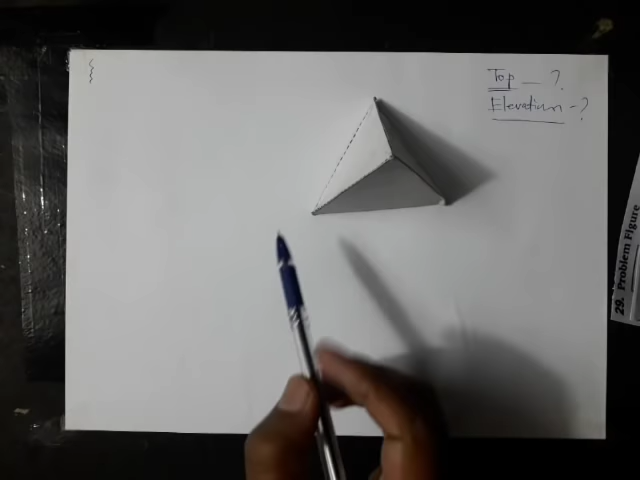 Top — ?
Elevation - ?
29. Problem Figure